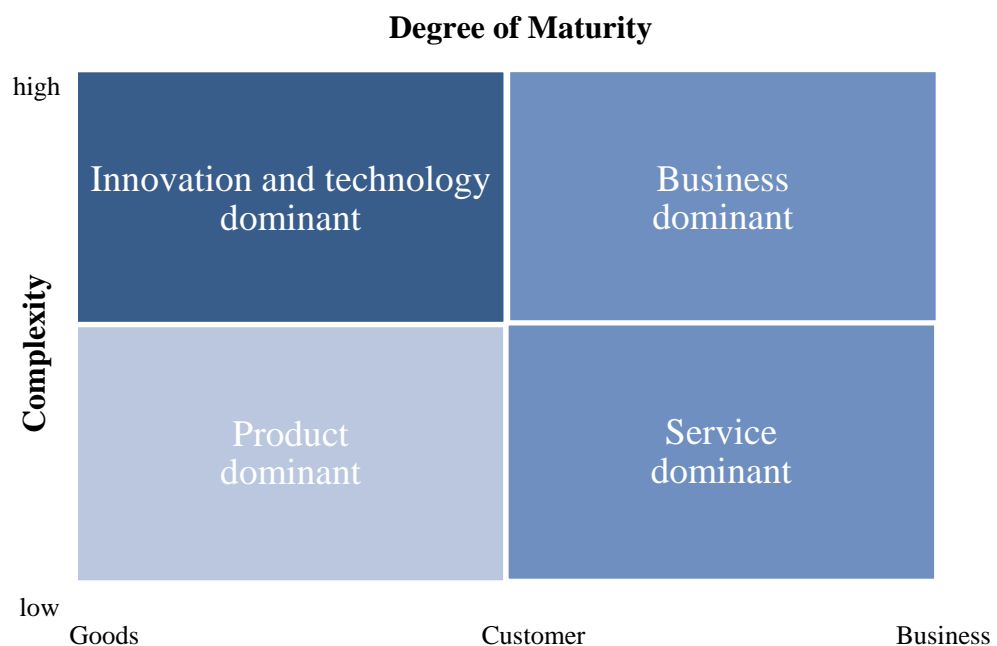 Degree of Maturity
high
Innovation and technology
dominant
Business
dominant
Complexity
Product
dominant
Service
dominant
low
Goods
Customer
Business